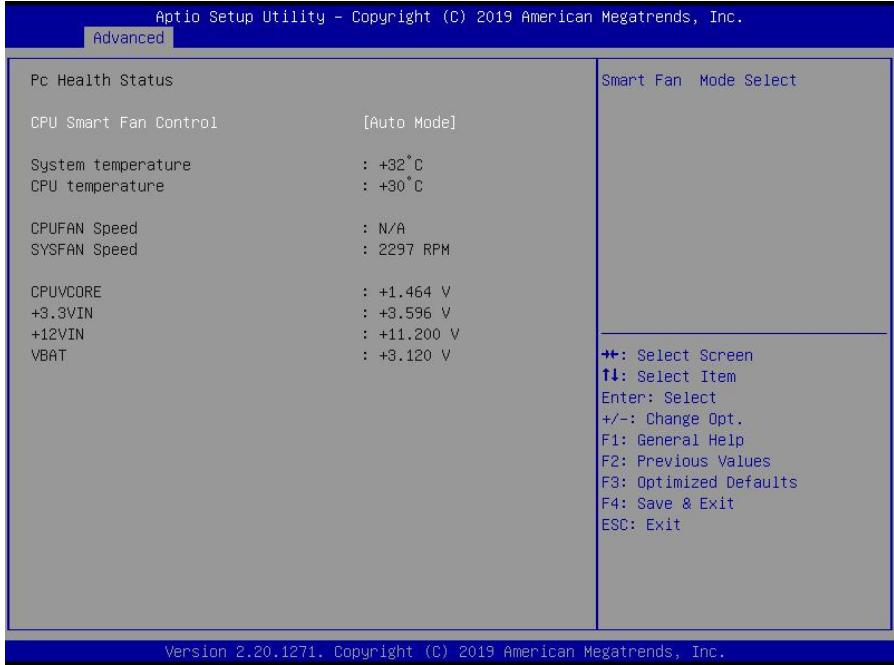 Aptio Setup Utility – Copyright (C) 2019 American Megatrends, Inc.
Advanced
Pc Health Status
CPU Smart Fan Control [Auto Mode]
System temperature : +32°C
CPU temperature : +30°C
CPUFAN Speed : N/A
SYSFAN Speed : 2297 RPM
CPUVCORE : +1.464 V
+3.3VIN : +3.596 V
+12VIN : +11.200 V
VBAT : +3.120 V
Smart Fan Mode Select
→←: Select Screen
↑↓: Select Item
Enter: Select
+/-: Change Opt.
F1: General Help
F2: Previous Values
F3: Optimized Defaults
F4: Save & Exit
ESC: Exit
Version 2.20.1271. Copyright (C) 2019 American Megatrends, Inc.